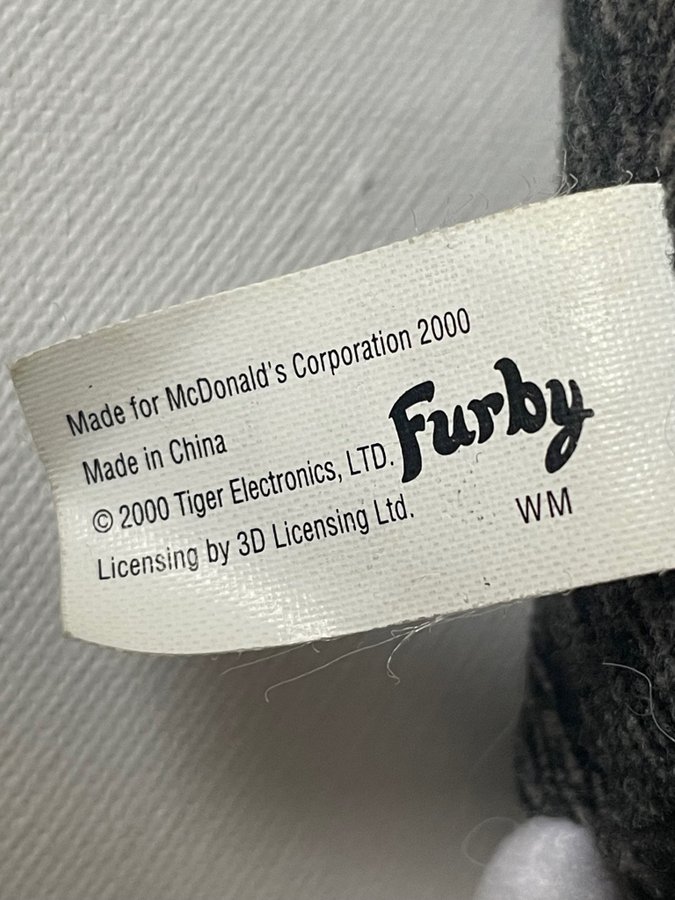 Made for McDonald's Corporation 2000
Made in China
© 2000 Tiger Electronics, LTD.
Furby
Licensing by 3D Licensing Ltd.
WM